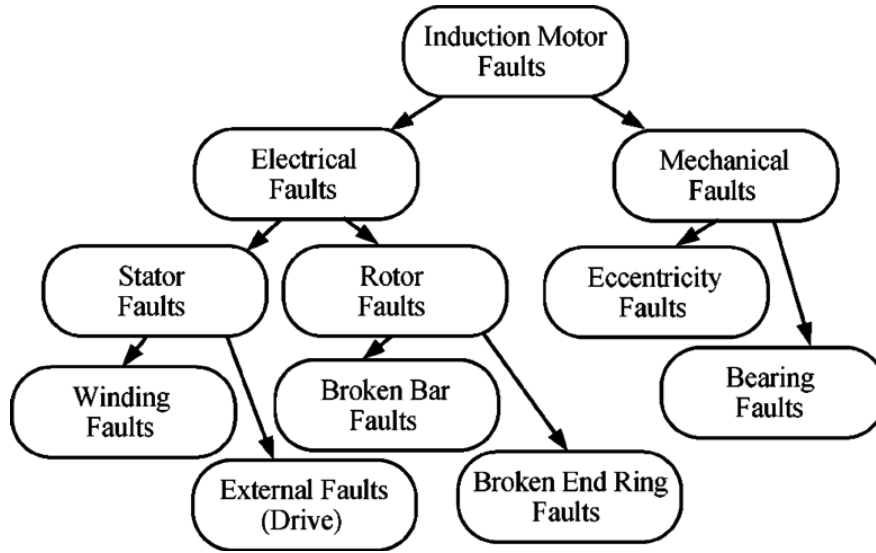 Induction Motor
Faults
Electrical
Faults
Mechanical
Faults
Stator
Faults
Rotor
Faults
Eccentricity
Faults
Winding
Faults
Broken Bar
Faults
Bearing
Faults
External Faults
(Drive)
Broken End Ring
Faults